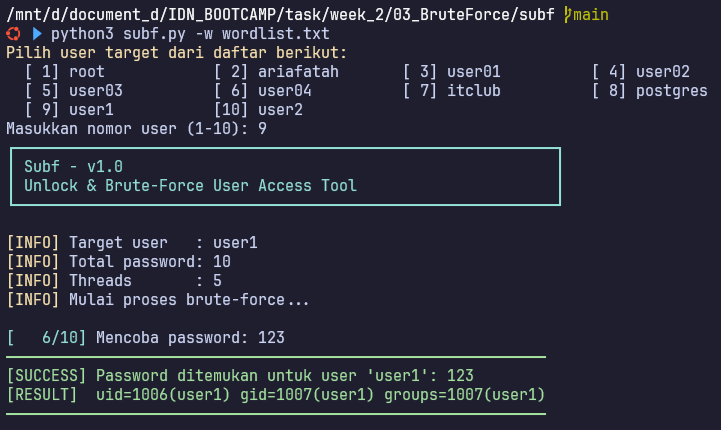 /mnt/d/document_d/IDN_BOOTCAMP/task/week_2/03_BruteForce/subf main
python3 subf.py -w wordlist.txt
Pilih user target dari daftar berikut:
[ 1] root [ 2] ariafatah [ 3] user01 [ 4] user02
[ 5] user03 [ 6] user04 [ 7] itclub [ 8] postgres
[ 9] user1 [10] user2
Masukkan nomor user (1-10): 9
Subf - v1.0
Unlock & Brute-Force User Access Tool
[INFO] Target user : user1
[INFO] Total password: 10
[INFO] Threads : 5
[INFO] Mulai proses brute-force...
[ 6/10] Mencoba password: 123
[SUCCESS] Password ditemukan untuk user 'user1': 123
[RESULT] uid=1006(user1) gid=1007(user1) groups=1007(user1)